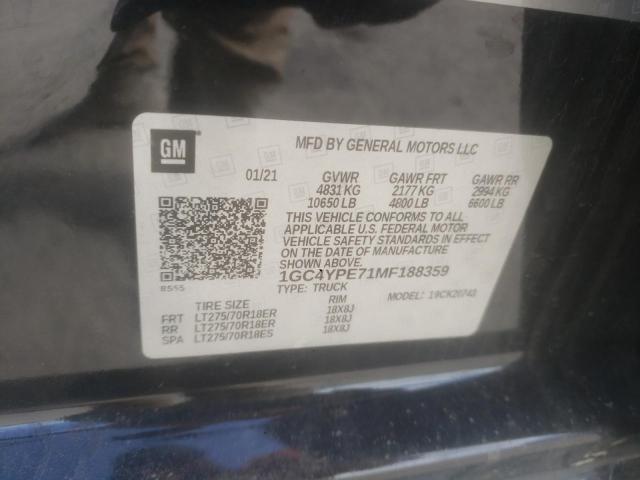 GM
MFD BY GENERAL MOTORS LLC
01/21 GVWR GAWR FRT GAWR RR
4831 KG 2177 KG 2994 KG
10650 LB 4800 LB 6600 LB
THIS VEHICLE CONFORMS TO ALL
APPLICABLE U.S. FEDERAL MOTOR
VEHICLE SAFETY STANDARDS IN EFFECT
ON THE DATE OF MANUFACTURE
SHOWN ABOVE.
1GC4YPE71MF188359
8555
TYPE: TRUCK MODEL: 19CK20743
TIRE SIZE RIM
FRT LT275/70R18ER 18X8J
RR LT275/70R18ER 18X8J
SPA LT275/70R18ES 18X8J